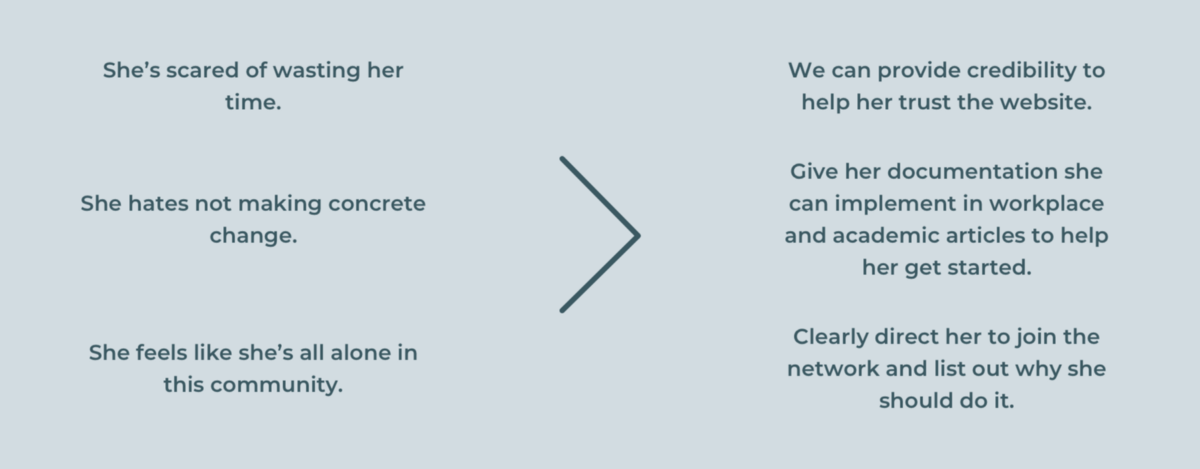 She’s scared of wasting her
time.
She hates not making concrete
change.
She feels like she’s all alone in
this community.
We can provide credibility to
help her trust the website.
Give her documentation she
can implement in workplace
and academic articles to help
her get started.
Clearly direct her to join the
network and list out why she
should do it.